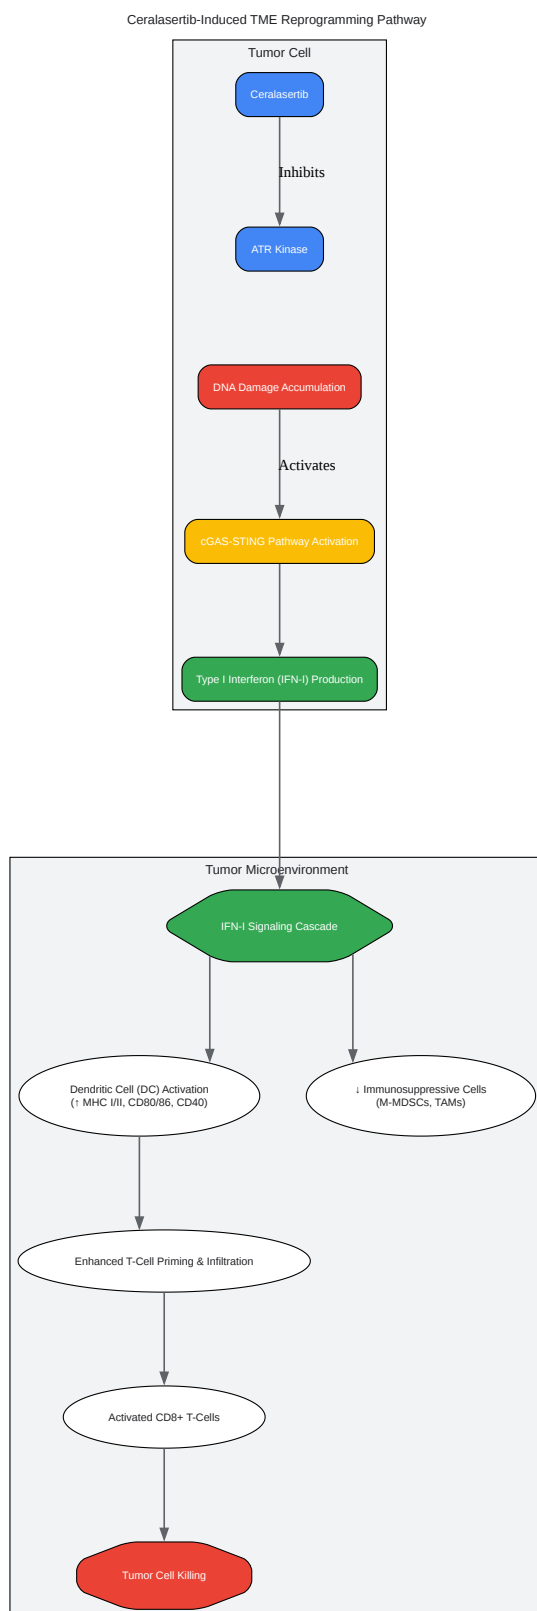 Ceralasertib-Induced TME Reprogramming Pathway
Tumor Cell
Ceralasertib
Inhibits
ATR Kinase
DNA Damage Accumulation
Activates
cGAS-STING Pathway Activation
Type I Interferon (IFN-I) Production
Tumor Microenvironment
IFN-I Signaling Cascade
Dendritic Cell (DC) Activation
(↑ MHC I/II, CD80/86, CD40)
↓ Immunosuppressive Cells
(M-MDSCs, TAMs)
Enhanced T-Cell Priming & Infiltration
Activated CD8+ T-Cells
Tumor Cell Killing